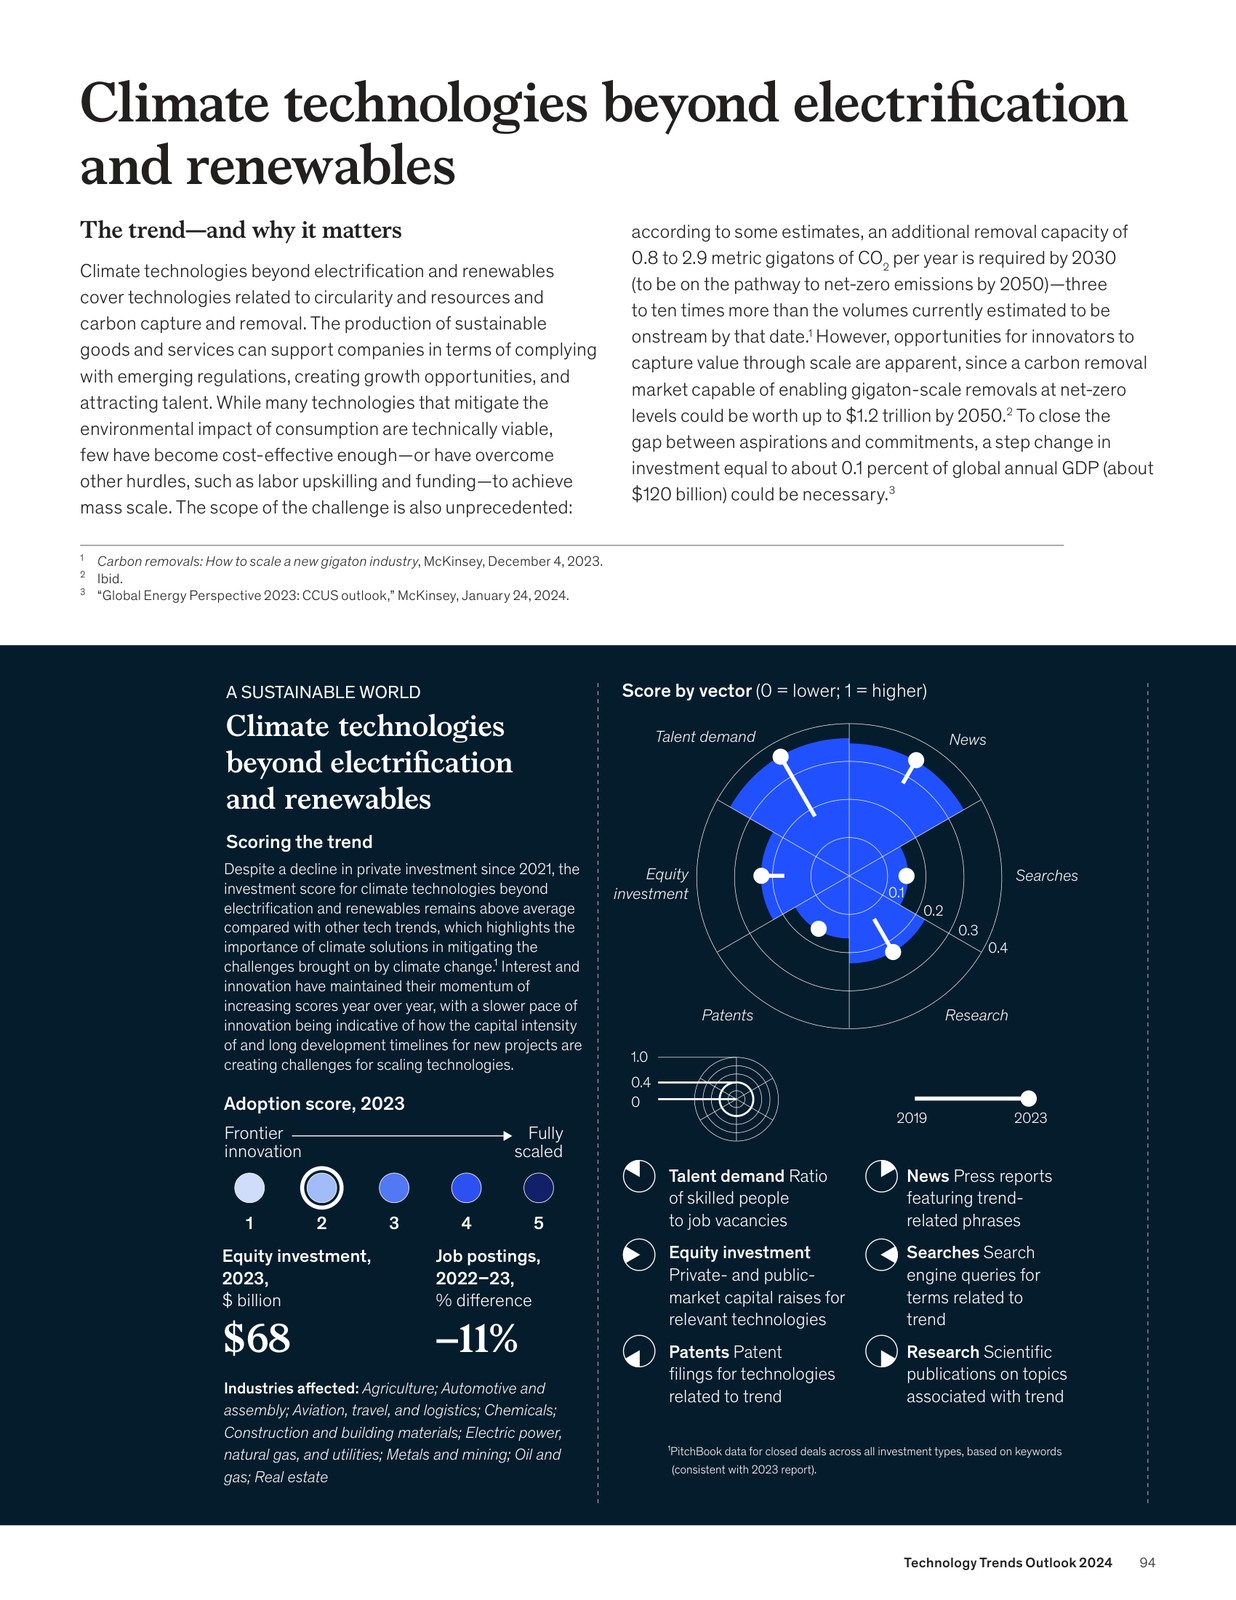 Climate technologies beyond electrification
and renewables
The trend—and why it matters
Climate technologies beyond electrification and renewables
cover technologies related to circularity and resources and
carbon capture and removal. The production of sustainable
goods and services can support companies in terms of complying
with emerging regulations, creating growth opportunities, and
attracting talent. While many technologies that mitigate the
environmental impact of consumption are technically viable,
few have become cost-effective enough—or have overcome
other hurdles, such as labor upskilling and funding—to achieve
mass scale. The scope of the challenge is also unprecedented:
according to some estimates, an additional removal capacity of
0.8 to 2.9 metric gigatons of CO₂ per year is required by 2030
(to be on the pathway to net-zero emissions by 2050)—three
to ten times more than the volumes currently estimated to be
onstream by that date.¹ However, opportunities for innovators to
capture value through scale are apparent, since a carbon removal
market capable of enabling gigaton-scale removals at net-zero
levels could be worth up to $1.2 trillion by 2050.² To close the
gap between aspirations and commitments, a step change in
investment equal to about 0.1 percent of global annual GDP (about
$120 billion) could be necessary.³
¹ Carbon removals: How to scale a new gigaton industry, McKinsey, December 4, 2023.
² Ibid.
³ “Global Energy Perspective 2023: CCUS outlook,” McKinsey, January 24, 2024.
A SUSTAINABLE WORLD
Climate technologies
beyond electrification
and renewables
Scoring the trend
Despite a decline in private investment since 2021, the
investment score for climate technologies beyond
electrification and renewables remains above average
compared with other tech trends, which highlights the
importance of climate solutions in mitigating the
challenges brought on by climate change.¹ Interest and
innovation have maintained their momentum of
increasing scores year over year, with a slower pace of
innovation being indicative of how the capital intensity
of and long development timelines for new projects are
creating challenges for scaling technologies.
Adoption score, 2023
Frontier
innovation
Fully
scaled
1 2 3 4 5
Equity investment,
2023,
$ billion
$68
Job postings,
2022–23,
% difference
–11%
Industries affected: Agriculture; Automotive and
assembly; Aviation, travel, and logistics; Chemicals;
Construction and building materials; Electric power,
natural gas, and utilities; Metals and mining; Oil and
gas; Real estate
Score by vector (0 = lower; 1 = higher)
Talent demand
News
Equity
investment
Searches
0.1
0.2
0.3
0.4
Patents
Research
1.0
0.4
0
2019 2023
Talent demand Ratio
of skilled people
to job vacancies
News Press reports
featuring trend-
related phrases
Equity investment
Private- and public-
market capital raises for
relevant technologies
Searches Search
engine queries for
terms related to
trend
Patents Patent
filings for technologies
related to trend
Research Scientific
publications on topics
associated with trend
¹PitchBook data for closed deals across all investment types, based on keywords
(consistent with 2023 report).
Technology Trends Outlook 2024 94